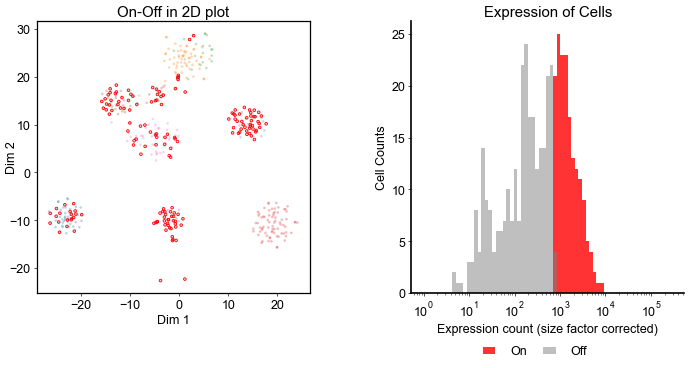 On-Off in 2D plot
30
20
10
0
−10
−20
Dim 2
−20
−10
0
10
20
Dim 1
Expression of Cells
25
20
15
10
5
0
Cell Counts
10^0
10^1
10^2
10^3
10^4
10^5
Expression count (size factor corrected)
On
Off